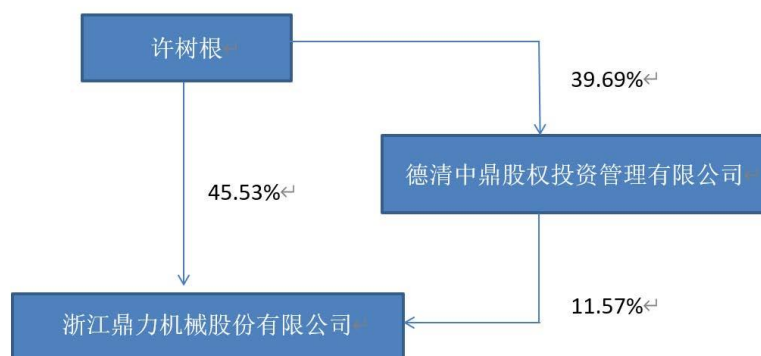 许树根
39.69%
德清中鼎股权投资管理有限公司
45.53%
11.57%
浙江鼎力机械股份有限公司